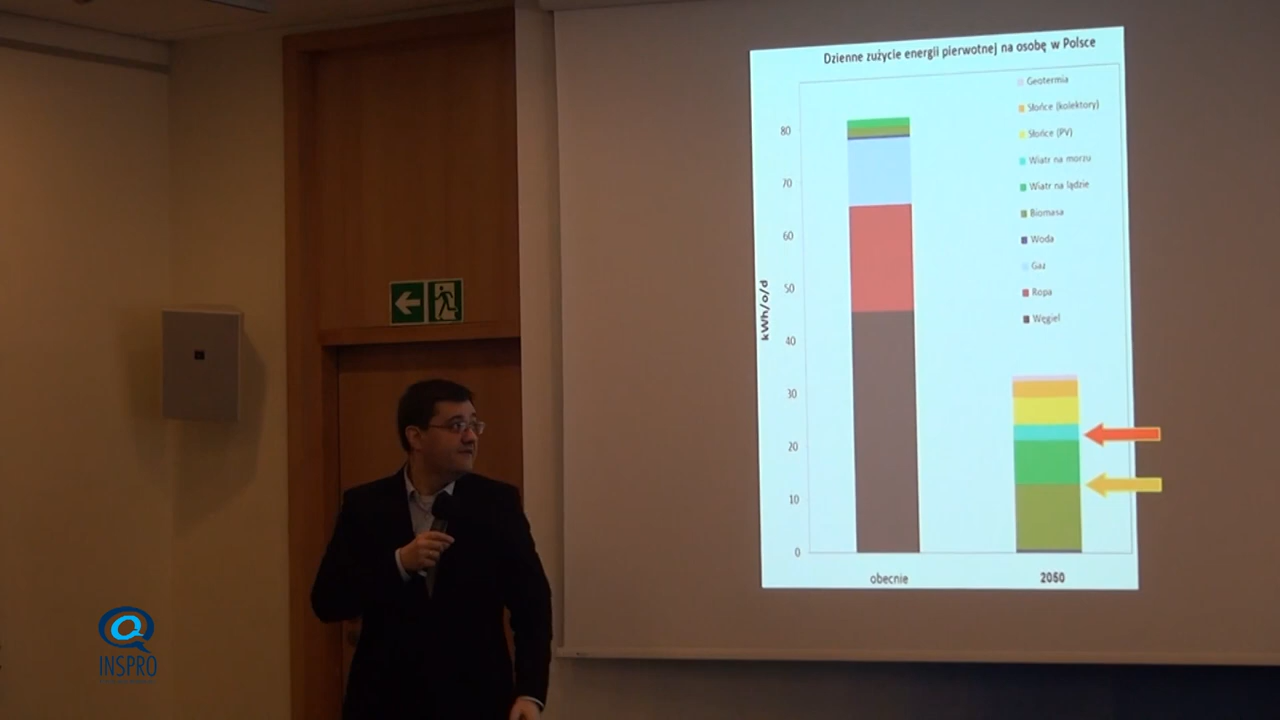 Dzienne zużycie energii pierwotnej na osobę w Polsce
Geotermia
Słońce (kolektory)
Słońce (PV)
Wiatr na morzu
Wiatr na lądzie
Biomasa
Woda
Gaz
Ropa
Węgiel
kWh/o/d
80
70
60
50
40
30
20
10
0
obecnie
2050
INSPRO